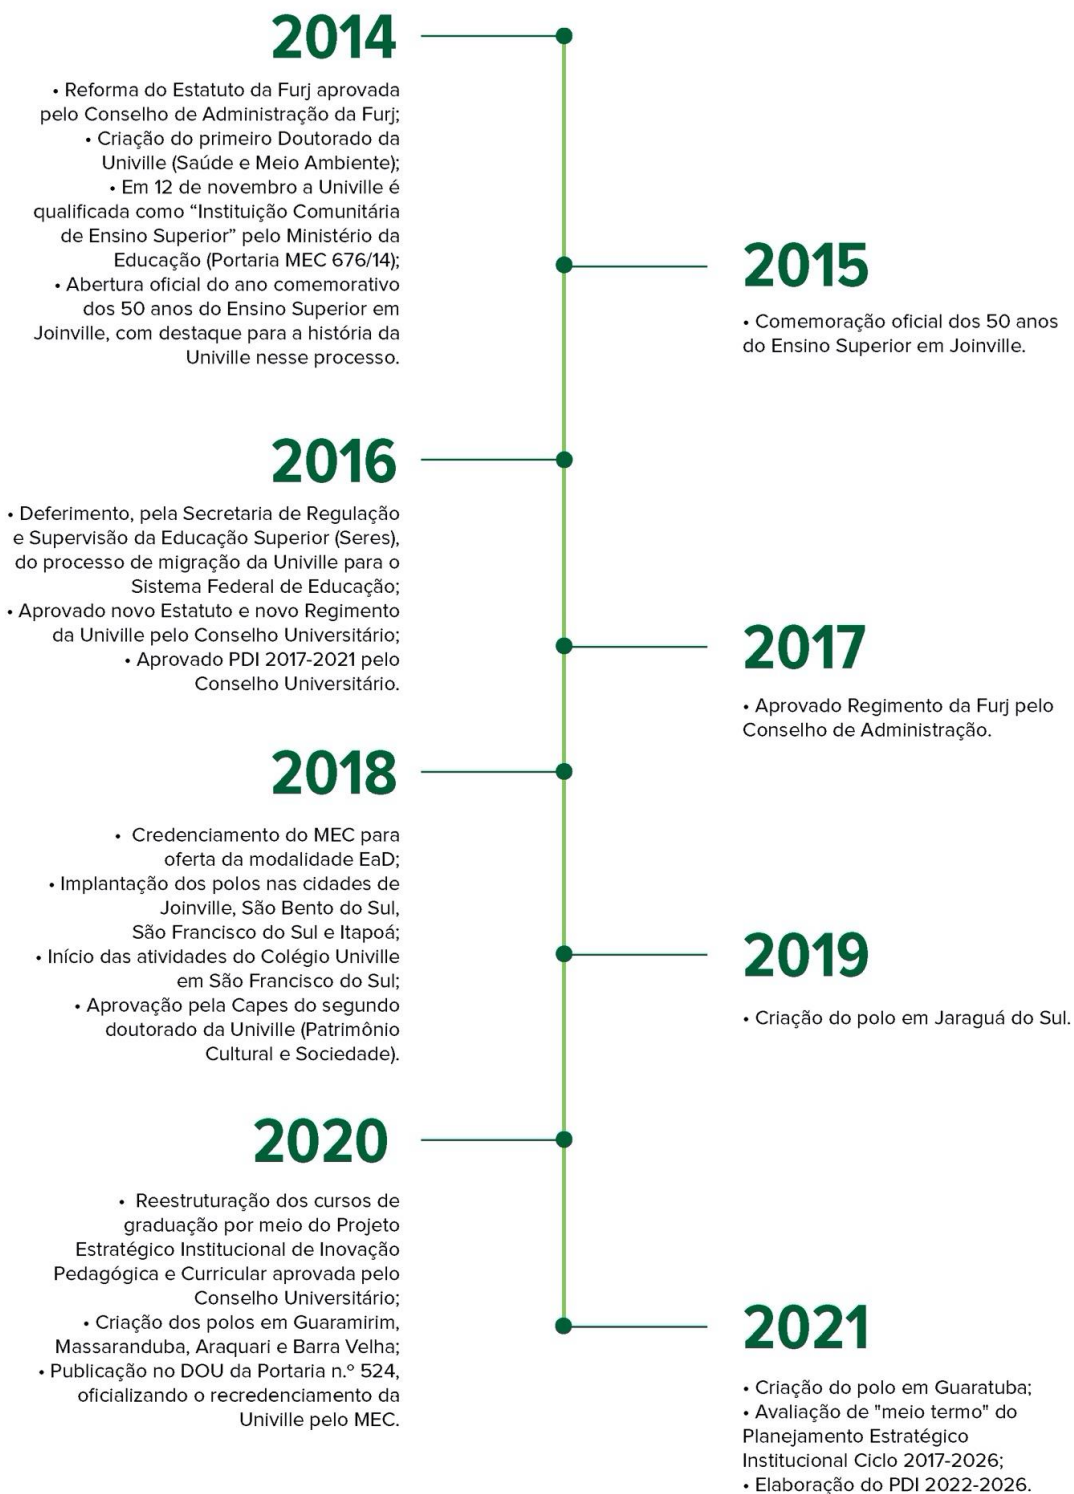 2014
• Reforma do Estatuto da Furj aprovada
pelo Conselho de Administração da Furj;
• Criação do primeiro Doutorado da
Univille (Saúde e Meio Ambiente);
• Em 12 de novembro a Univille é
qualificada como “Instituição Comunitária
de Ensino Superior” pelo Ministério da
Educação (Portaria MEC 676/14);
• Abertura oficial do ano comemorativo
dos 50 anos do Ensino Superior em
Joinville, com destaque para a história da
Univille nesse processo.
2015
• Comemoração oficial dos 50 anos
do Ensino Superior em Joinville.
2016
• Deferimento, pela Secretaria de Regulação
e Supervisão da Educação Superior (Seres),
do processo de migração da Univille para o
Sistema Federal de Educação;
• Aprovado novo Estatuto e novo Regimento
da Univille pelo Conselho Universitário;
• Aprovado PDI 2017-2021 pelo
Conselho Universitário.
2017
• Aprovado Regimento da Furj pelo
Conselho de Administração.
2018
• Credenciamento do MEC para
oferta da modalidade EaD;
• Implantação dos polos nas cidades de
Joinville, São Bento do Sul,
São Francisco do Sul e Itapoá;
• Início das atividades do Colégio Univille
em São Francisco do Sul;
• Aprovação pela Capes do segundo
doutorado da Univille (Patrimônio
Cultural e Sociedade).
2019
• Criação do polo em Jaraguá do Sul.
2020
• Reestruturação dos cursos de
graduação por meio do Projeto
Estratégico Institucional de Inovação
Pedagógica e Curricular aprovada pelo
Conselho Universitário;
• Criação dos polos em Guaramirim,
Massaranduba, Araquari e Barra Velha;
• Publicação no DOU da Portaria n.º 524,
oficializando o recredenciamento da
Univille pelo MEC.
2021
• Criação do polo em Guaratuba;
• Avaliação de "meio termo" do
Planejamento Estratégico
Institucional Ciclo 2017-2026;
• Elaboração do PDI 2022-2026.